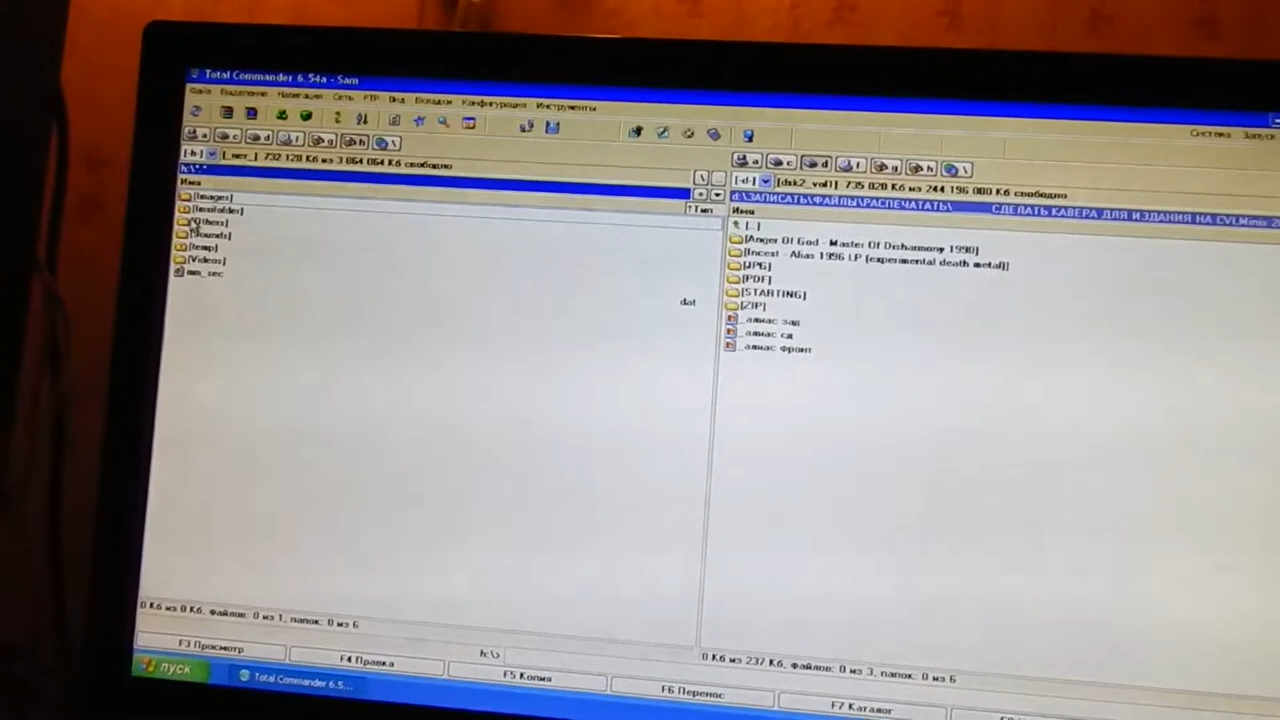 Total Commander 6.54a - Sam
Файл Выделение Навигация Сеть FTP Вид Вкладки Конфигурация Инструменты
Система Запуск
a c d f g h \
[-h-] [_нет_] 732 128 Кб из 3 864 064 Кб свободно
h:\*.*
Имя
↑Тип
[Images]
[Others]
[Sounds]
[temp]
[Videos]
mm_sec
dat
0 Кб из 0 Кб, файлов: 0 из 1, папок: 0 из 6
a c d f g h \
[-d-] [dsk2_vol1] 735 020 Кб из 244 196 000 Кб свободно
d:\ЗАПИСАТЬ\ФАЙЛЫ\РАСПЕЧАТАТЬ\ СДЕЛАТЬ КАВЕРА ДЛЯ ИЗДАНИЯ НА CVLMinis
Имя
[..]
[Anger Of God - Master Of Disharmony 1990]
[Incest - Alias 1996 LP (experimental death metal)]
[JPG]
[PDF]
[STARTING]
[ZIP]
_алиас зад
_алиас сд
_алиас фронт
0 Кб из 237 Кб, файлов: 0 из 3, папок: 0 из 6
h:\>
F3 Просмотр
F4 Правка
F5 Копия
F6 Перенос
F7 Каталог
пуск
Total Commander 6.5...